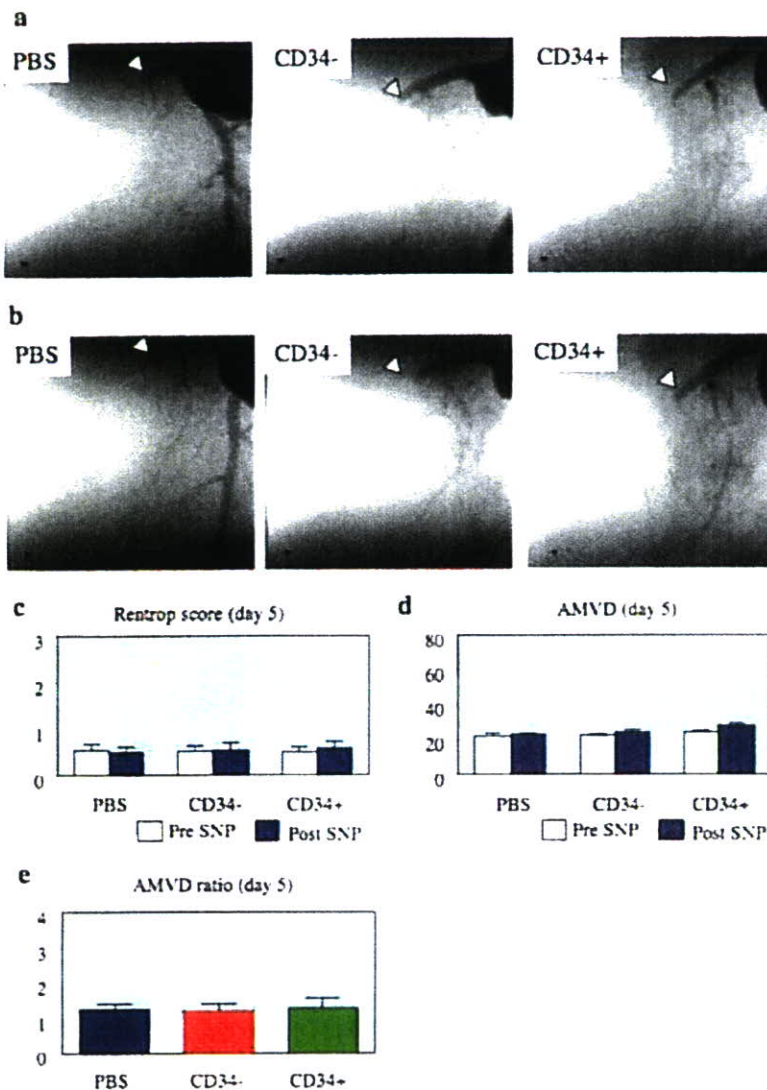 a
PBS CD34- CD34+
b
PBS CD34- CD34+
c Rentrop score (day 5)
3
2
1
0
PBS CD34- CD34+
Pre SNP Post SNP
d AMVD (day 5)
80
60
40
20
0
PBS CD34- CD34+
Pre SNP Post SNP
e AMVD ratio (day 5)
4
3
2
1
0
PBS CD34- CD34+